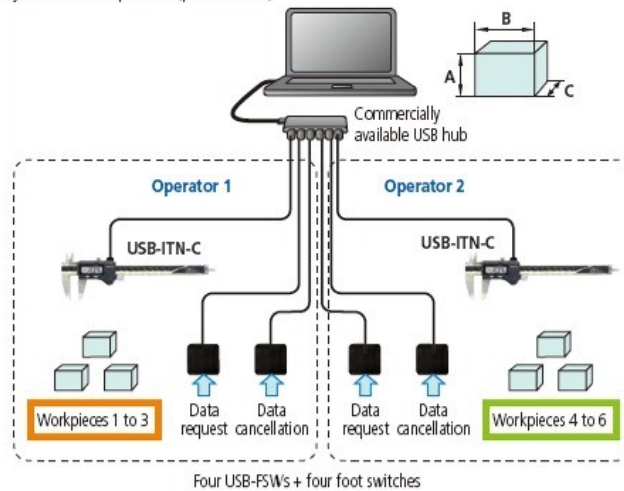 B
A
C
Commercially
available USB hub
Operator 1
Operator 2
USB-ITN-C
USB-ITN-C
Workpieces 1 to 3
Data
request
Data
cancellation
Data
request
Data
cancellation
Workpieces 4 to 6
Four USB-FSWs + four foot switches